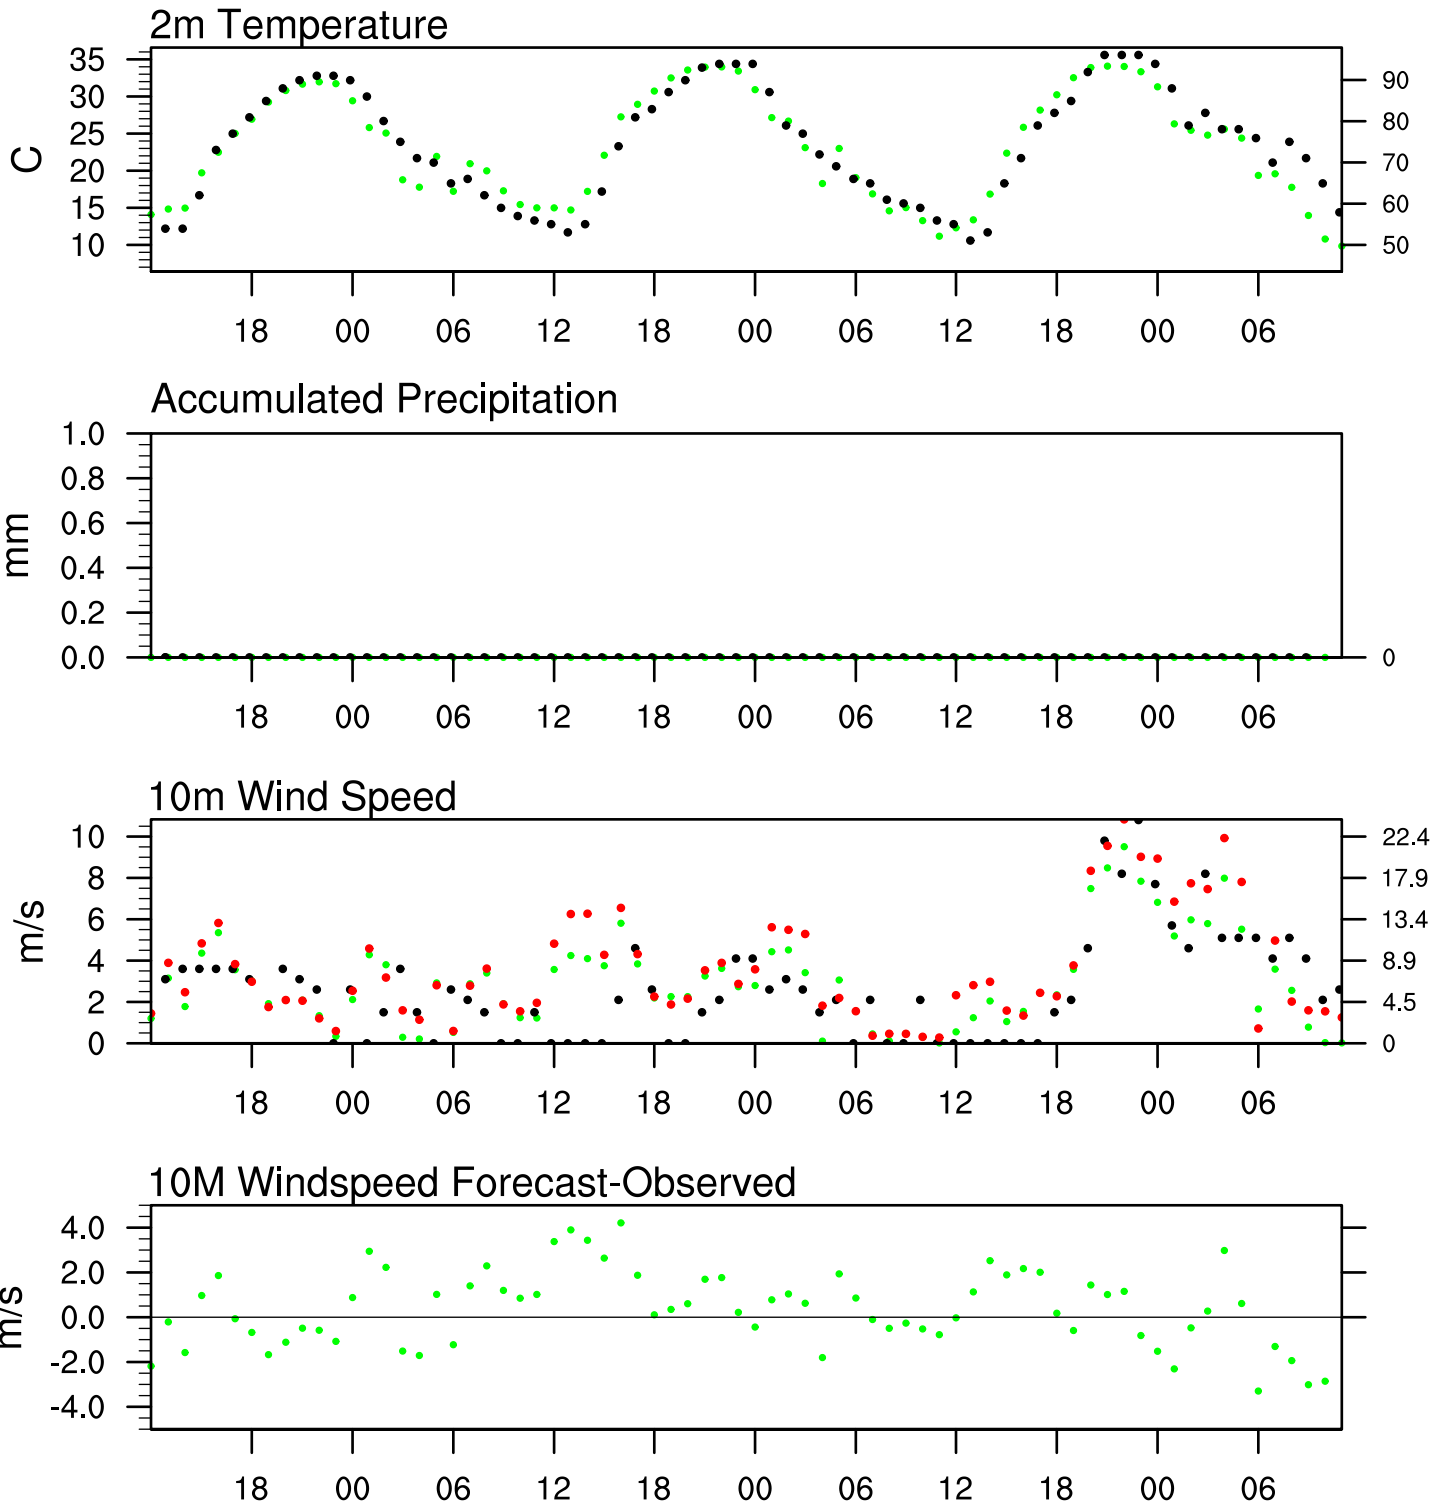 2m Temperature
35
30
25
20
15
10
C
90
80
70
60
50
18 00 06 12 18 00 06 12 18 00 06
Accumulated Precipitation
1.0
0.8
0.6
0.4
0.2
0.0
mm
0
18 00 06 12 18 00 06 12 18 00 06
10m Wind Speed
10
8
6
4
2
0
m/s
22.4
17.9
13.4
8.9
4.5
0
18 00 06 12 18 00 06 12 18 00 06
10M Windspeed Forecast-Observed
4.0
2.0
0.0
-2.0
-4.0
m/s
18 00 06 12 18 00 06 12 18 00 06